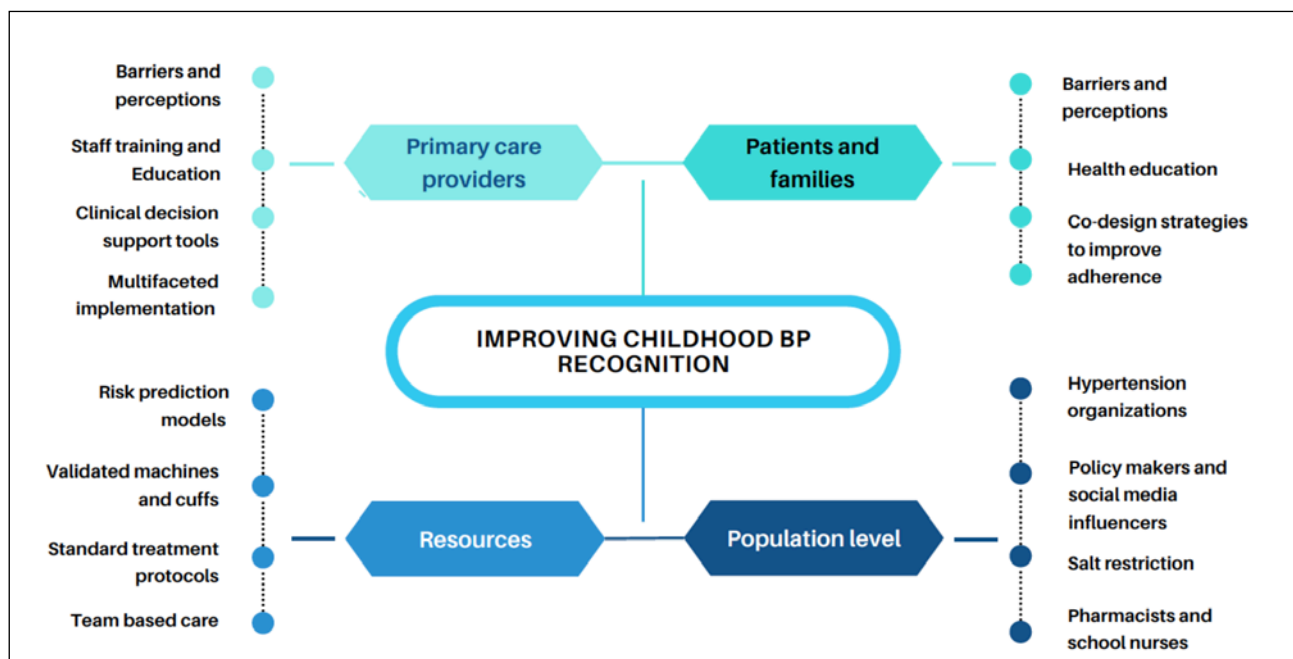 Barriers and
perceptions
Staff training and
Education
Clinical decision
support tools
Multifaceted
implementation
Primary care
providers
Patients and
families
Barriers and
perceptions
Health education
Co-design strategies
to improve
adherence
IMPROVING CHILDHOOD BP
RECOGNITION
Risk prediction
models
Validated machines
and cuffs
Standard treatment
protocols
Team based care
Resources
Population level
Hypertension
organizations
Policy makers and
social media
influencers
Salt restriction
Pharmacists and
school nurses